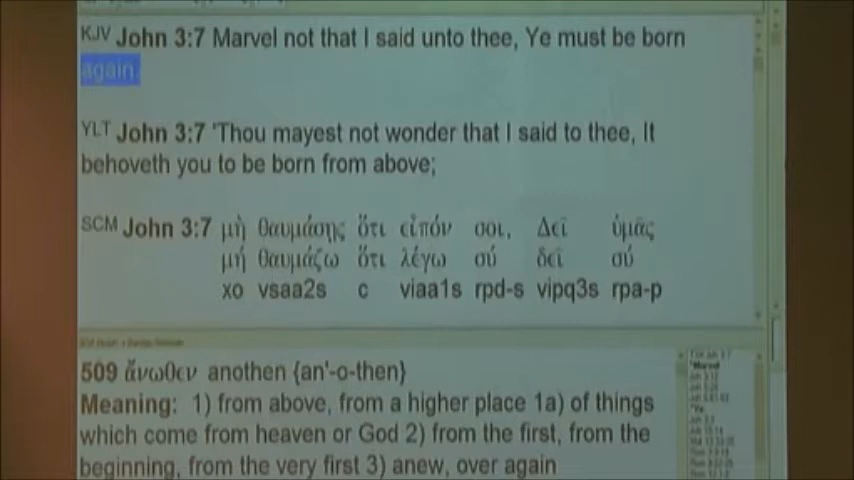 KJV John 3:7 Marvel not that I said unto thee, Ye must be born
again.
YLT John 3:7 'Thou mayest not wonder that I said to thee, It
behoveth you to be born from above;
SCM John 3:7 μὴ θαυμάσῃς ὅτι εἶπόν σοι, Δεῖ ὑμᾶς
μή θαυμάζω ὅτι λέγω σύ δεῖ σύ
xo vsaa2s c viaa1s rpd-s vipq3s rpa-p
509 ἄνωθεν anothen {an'-o-then}
Meaning: 1) from above, from a higher place 1a) of things
which come from heaven or God 2) from the first, from the
beginning, from the very first 3) anew, over again
"Marvel
"Ye